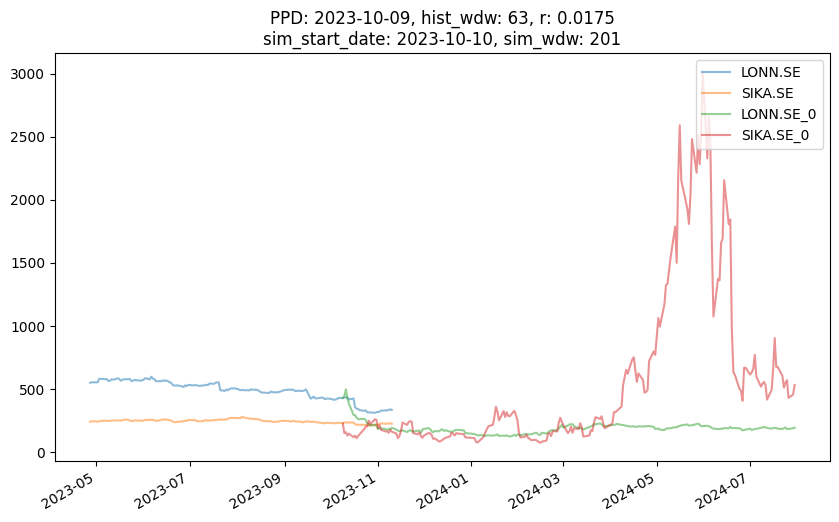 PPD: 2023-10-09, hist_wdw: 63, r: 0.0175
sim_start_date: 2023-10-10, sim_wdw: 201
3000
2500
2000
1500
1000
500
0
LONN.SE
SIKA.SE
LONN.SE_0
SIKA.SE_0
2023-05
2023-07
2023-09
2023-11
2024-01
2024-03
2024-05
2024-07